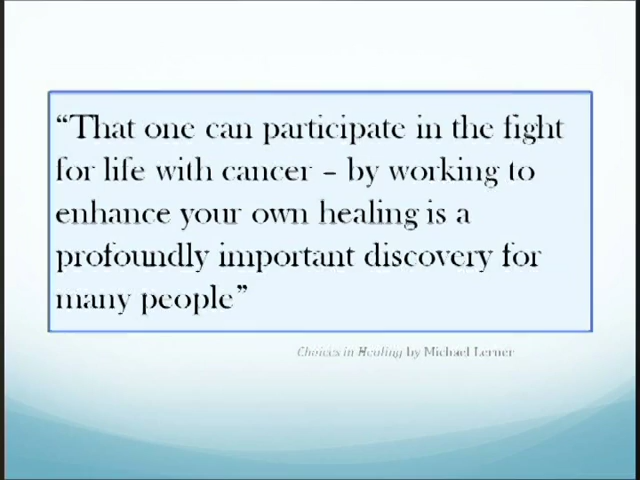 “That one can participate in the fight
for life with cancer – by working to
enhance your own healing is a
profoundly important discovery for
many people”
Choices in Healing by Michael Lerner